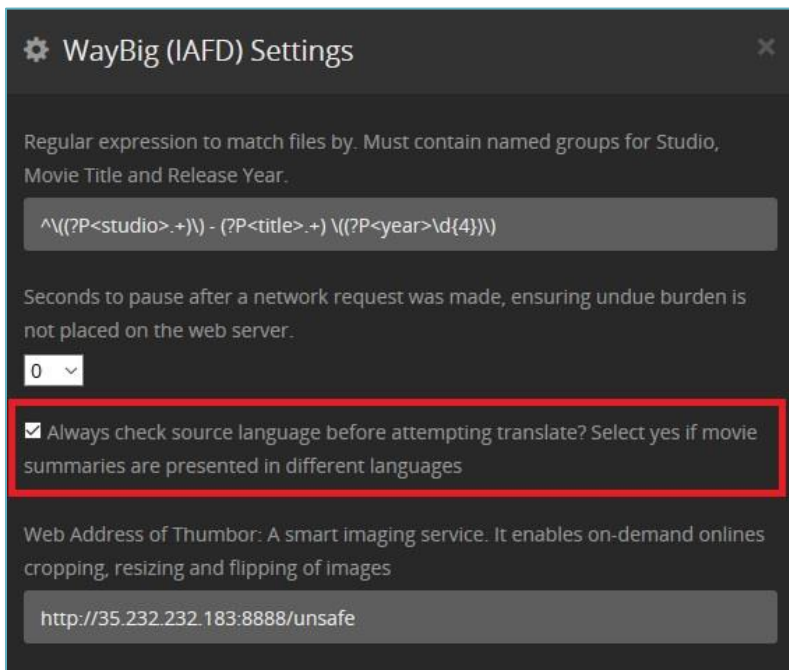 WayBig (IAFD) Settings
Regular expression to match files by. Must contain named groups for Studio,
Movie Title and Release Year.
^\((?P<studio>.+)\) - (?P<title>.+) \((?P<year>\d{4})\)
Seconds to pause after a network request was made, ensuring undue burden is
not placed on the web server.
0
Always check source language before attempting translate? Select yes if movie
summaries are presented in different languages
Web Address of Thumbor: A smart imaging service. It enables on-demand onlines
cropping, resizing and flipping of images
http://35.232.232.183:8888/unsafe